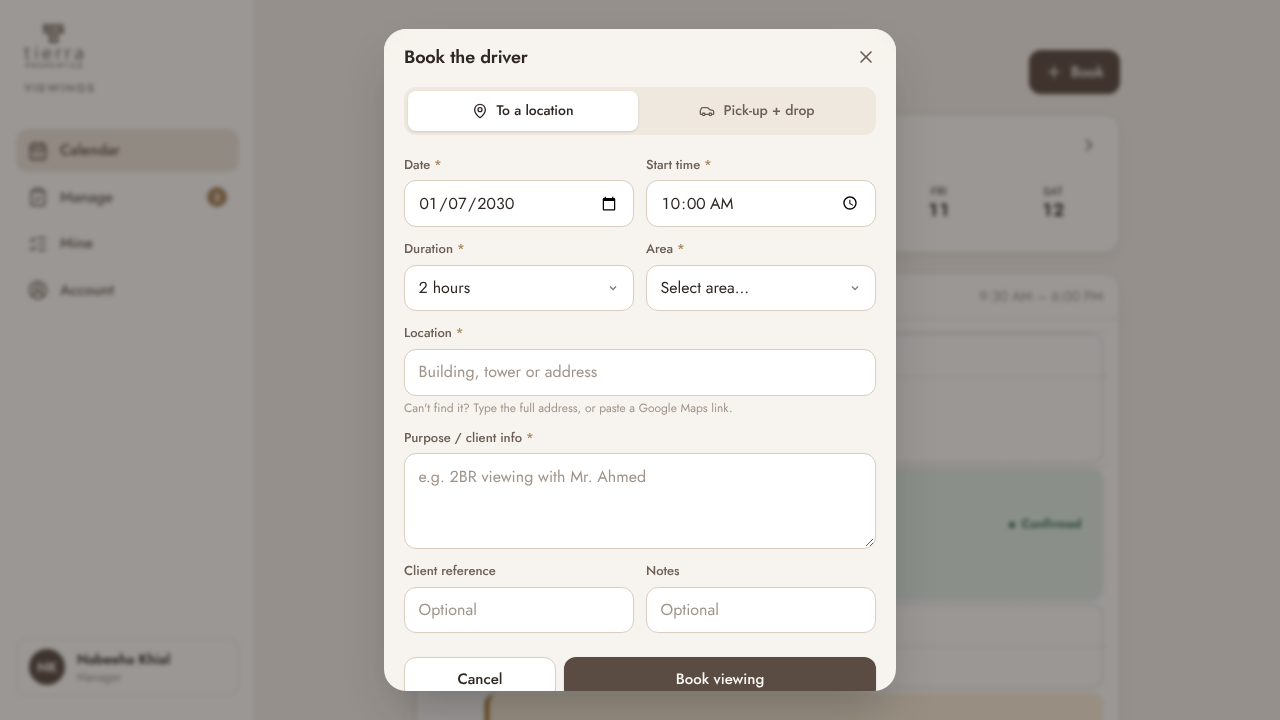 tierra
VIEWINGS
Calendar
Manage
Mine
Account
Nabeeha Khial
Manager
Book the driver
To a location
Pick-up + drop
Date *
Start time *
01/07/2030
10:00 AM
Duration *
Area *
2 hours
Select area...
Location *
Building, tower or address
Can't find it? Type the full address, or paste a Google Maps link.
Purpose / client info *
e.g. 2BR viewing with Mr. Ahmed
Client reference
Notes
Optional
Optional
Cancel
Book viewing
+ Book
FRI
SAT
11
12
9:30 AM – 6:00 PM
Confirmed